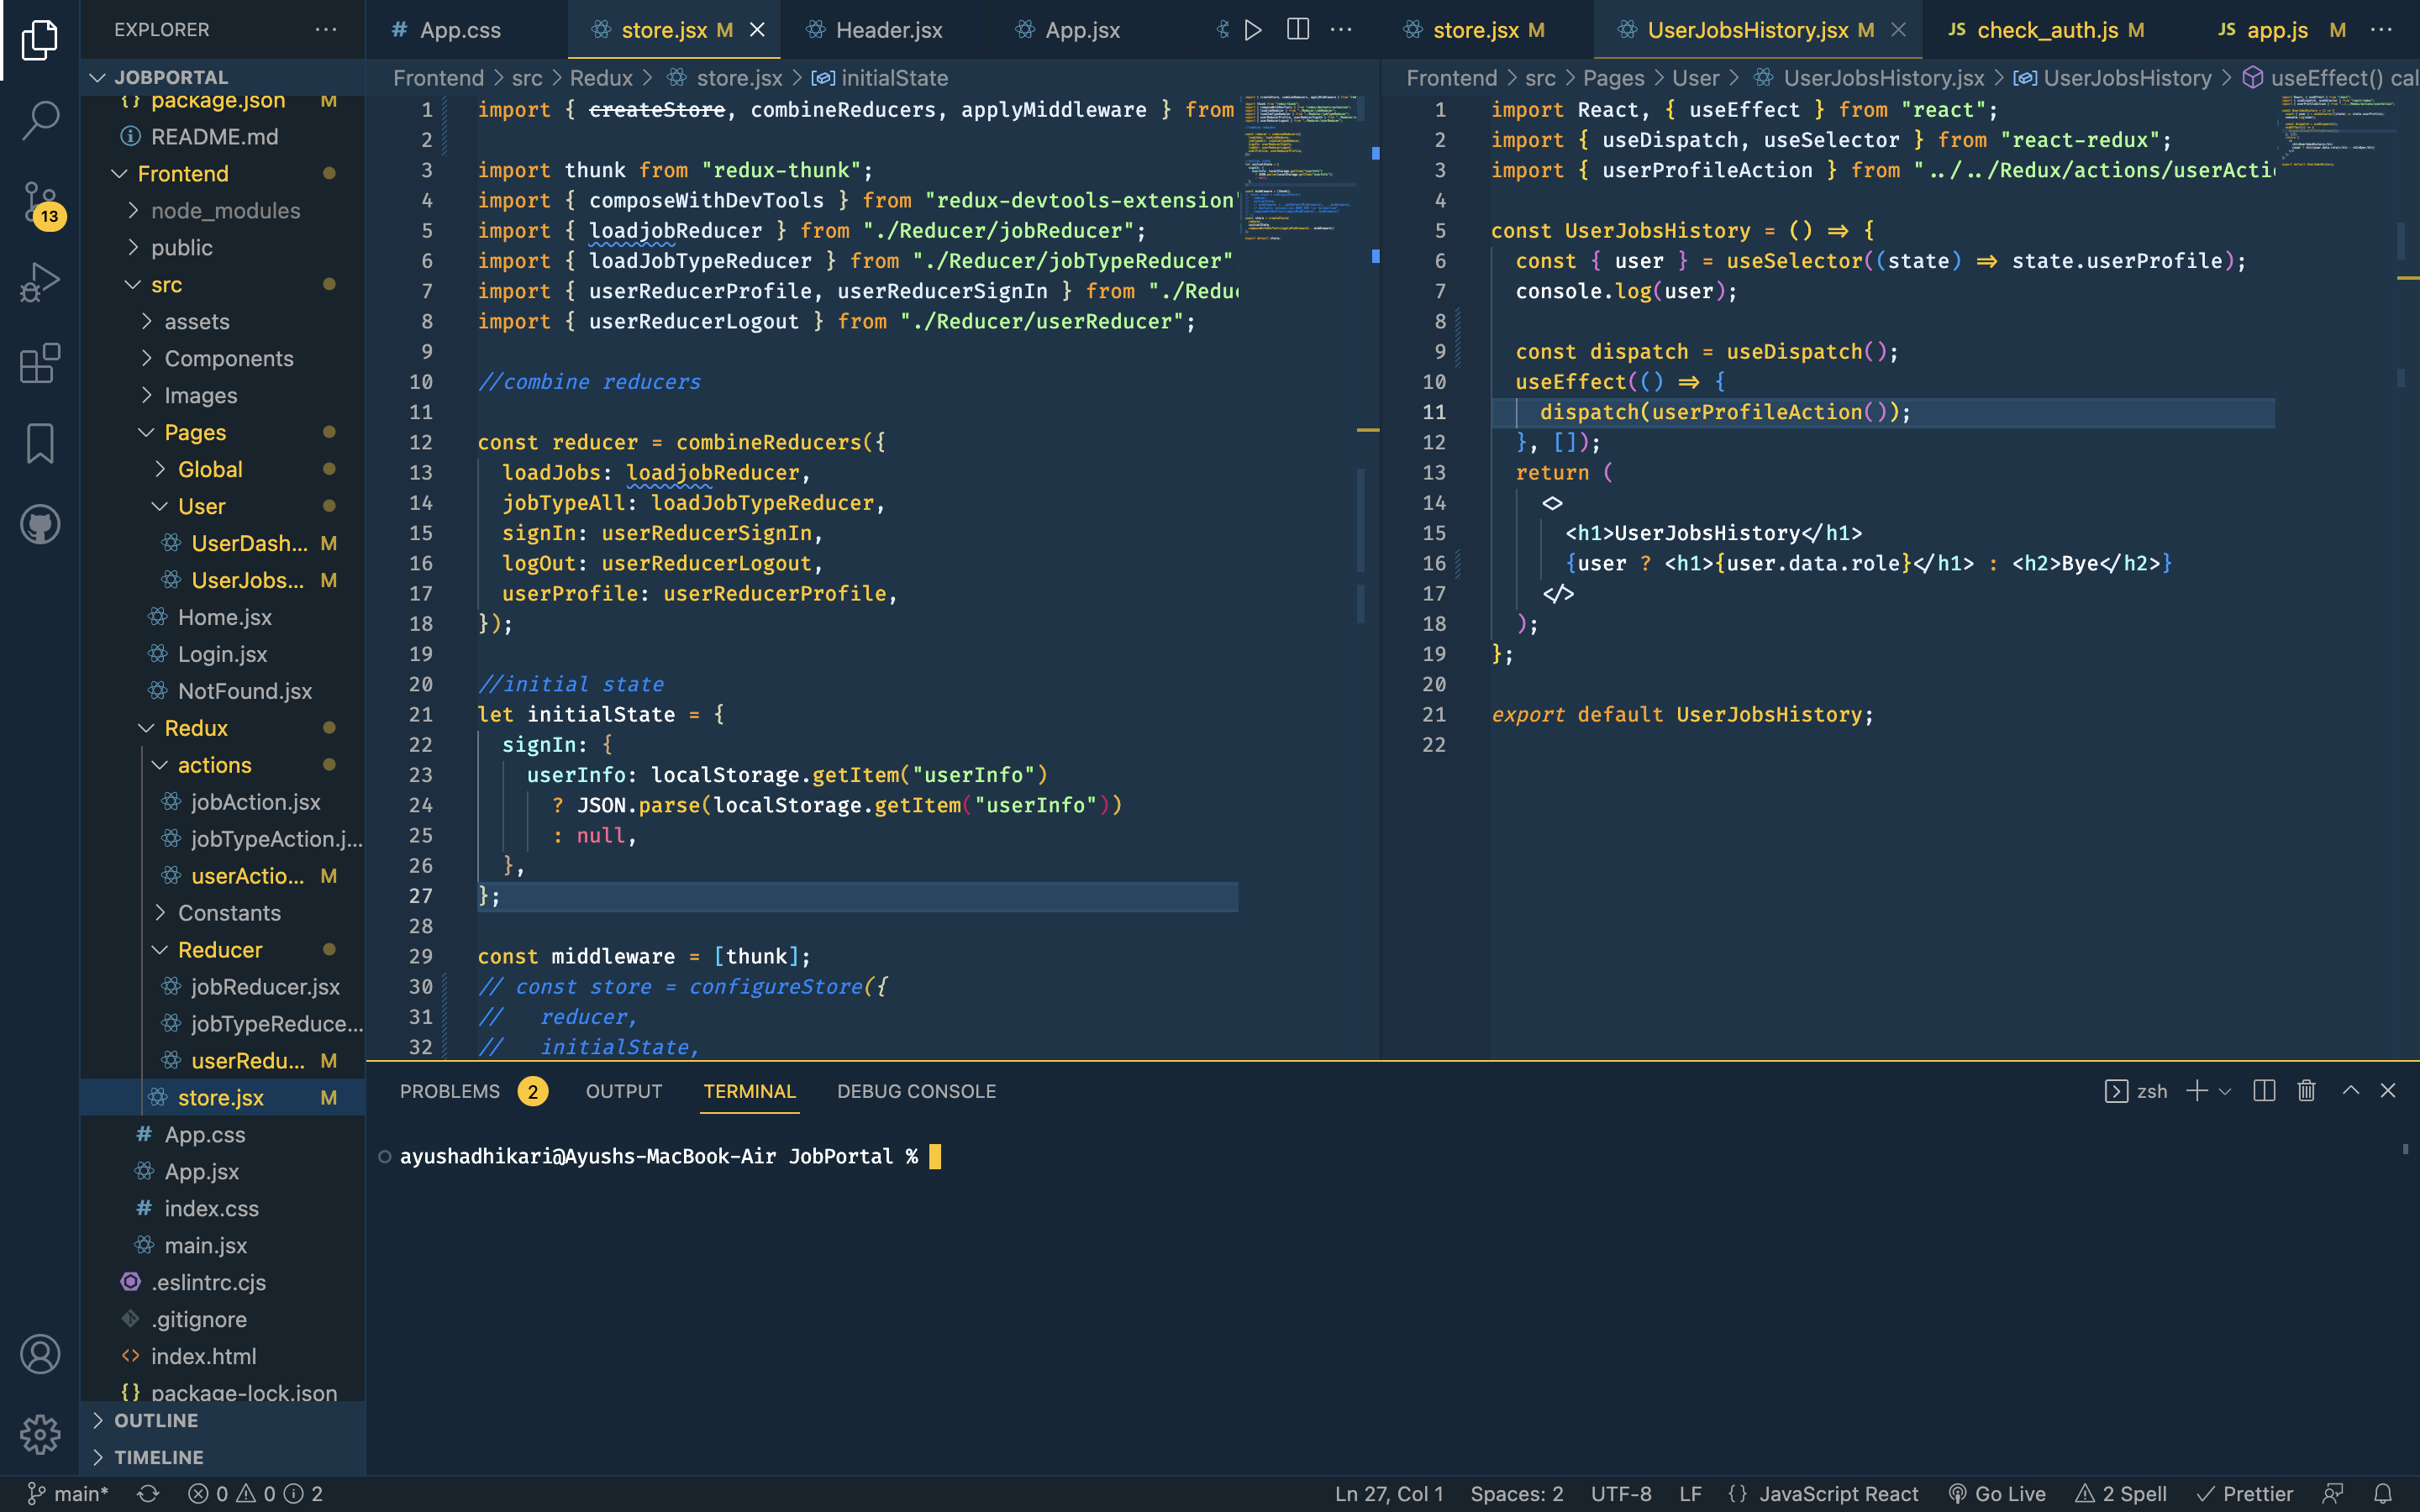 EXPLORER
JOBPORTAL
package.json M
README.md
Frontend
node_modules
public
src
assets
Components
Images
Pages
Global
User
UserDash... M
UserJobs... M
Home.jsx
Login.jsx
NotFound.jsx
Redux
actions
jobAction.jsx
jobTypeAction.j...
userActio... M
Constants
Reducer
jobReducer.jsx
jobTypeReduce...
userRedu... M
store.jsx M
App.css
App.jsx
index.css
main.jsx
.eslintrc.cjs
.gitignore
index.html
package-lock.json
OUTLINE
TIMELINE
13
App.css store.jsx M Header.jsx App.jsx
Frontend > src > Redux > store.jsx > initialState
1 import { createStore, combineReducers, applyMiddleware } from
2
3 import thunk from "redux-thunk";
4 import { composeWithDevTools } from "redux-devtools-extension"
5 import { loadjobReducer } from "./Reducer/jobReducer";
6 import { loadJobTypeReducer } from "./Reducer/jobTypeReducer"
7 import { userReducerProfile, userReducerSignIn } from "./Redu
8 import { userReducerLogout } from "./Reducer/userReducer";
9
10 //combine reducers
11
12 const reducer = combineReducers({
13 loadJobs: loadjobReducer,
14 jobTypeAll: loadJobTypeReducer,
15 signIn: userReducerSignIn,
16 logOut: userReducerLogout,
17 userProfile: userReducerProfile,
18 });
19
20 //initial state
21 let initialState = {
22 signIn: {
23 userInfo: localStorage.getItem("userInfo")
24 ? JSON.parse(localStorage.getItem("userInfo"))
25 : null,
26 },
27 };
28
29 const middleware = [thunk];
30 // const store = configureStore({
31 // reducer,
32 // initialState,
store.jsx M UserJobsHistory.jsx M JS check_auth.js M JS app.js M
Frontend > src > Pages > User > UserJobsHistory.jsx > UserJobsHistory > useEffect() cal
1 import React, { useEffect } from "react";
2 import { useDispatch, useSelector } from "react-redux";
3 import { userProfileAction } from "../../Redux/actions/userActi
4
5 const UserJobsHistory = () => {
6 const { user } = useSelector((state) => state.userProfile);
7 console.log(user);
8
9 const dispatch = useDispatch();
10 useEffect(() => {
11 dispatch(userProfileAction());
12 }, []);
13 return (
14 <>
15 <h1>UserJobsHistory</h1>
16 {user ? <h1>{user.data.role}</h1> : <h2>Bye</h2>}
17 </>
18 );
19 };
20
21 export default UserJobsHistory;
22
PROBLEMS 2 OUTPUT TERMINAL DEBUG CONSOLE
zsh
ayushadhikari@Ayushs-MacBook-Air JobPortal %
main* 0 0 2
Ln 27, Col 1 Spaces: 2 UTF-8 LF {} JavaScript React Go Live 2 Spell Prettier